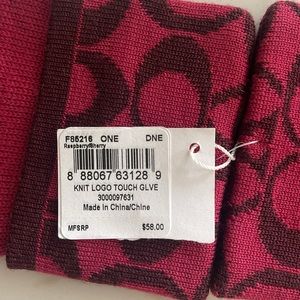 F85216 ONE DNE
Raspberry/Sherry
8 88067 63128 9
KNIT LOGO TOUCH GLVE
3000097631
Made in China/Chine
MFSRP $58.00